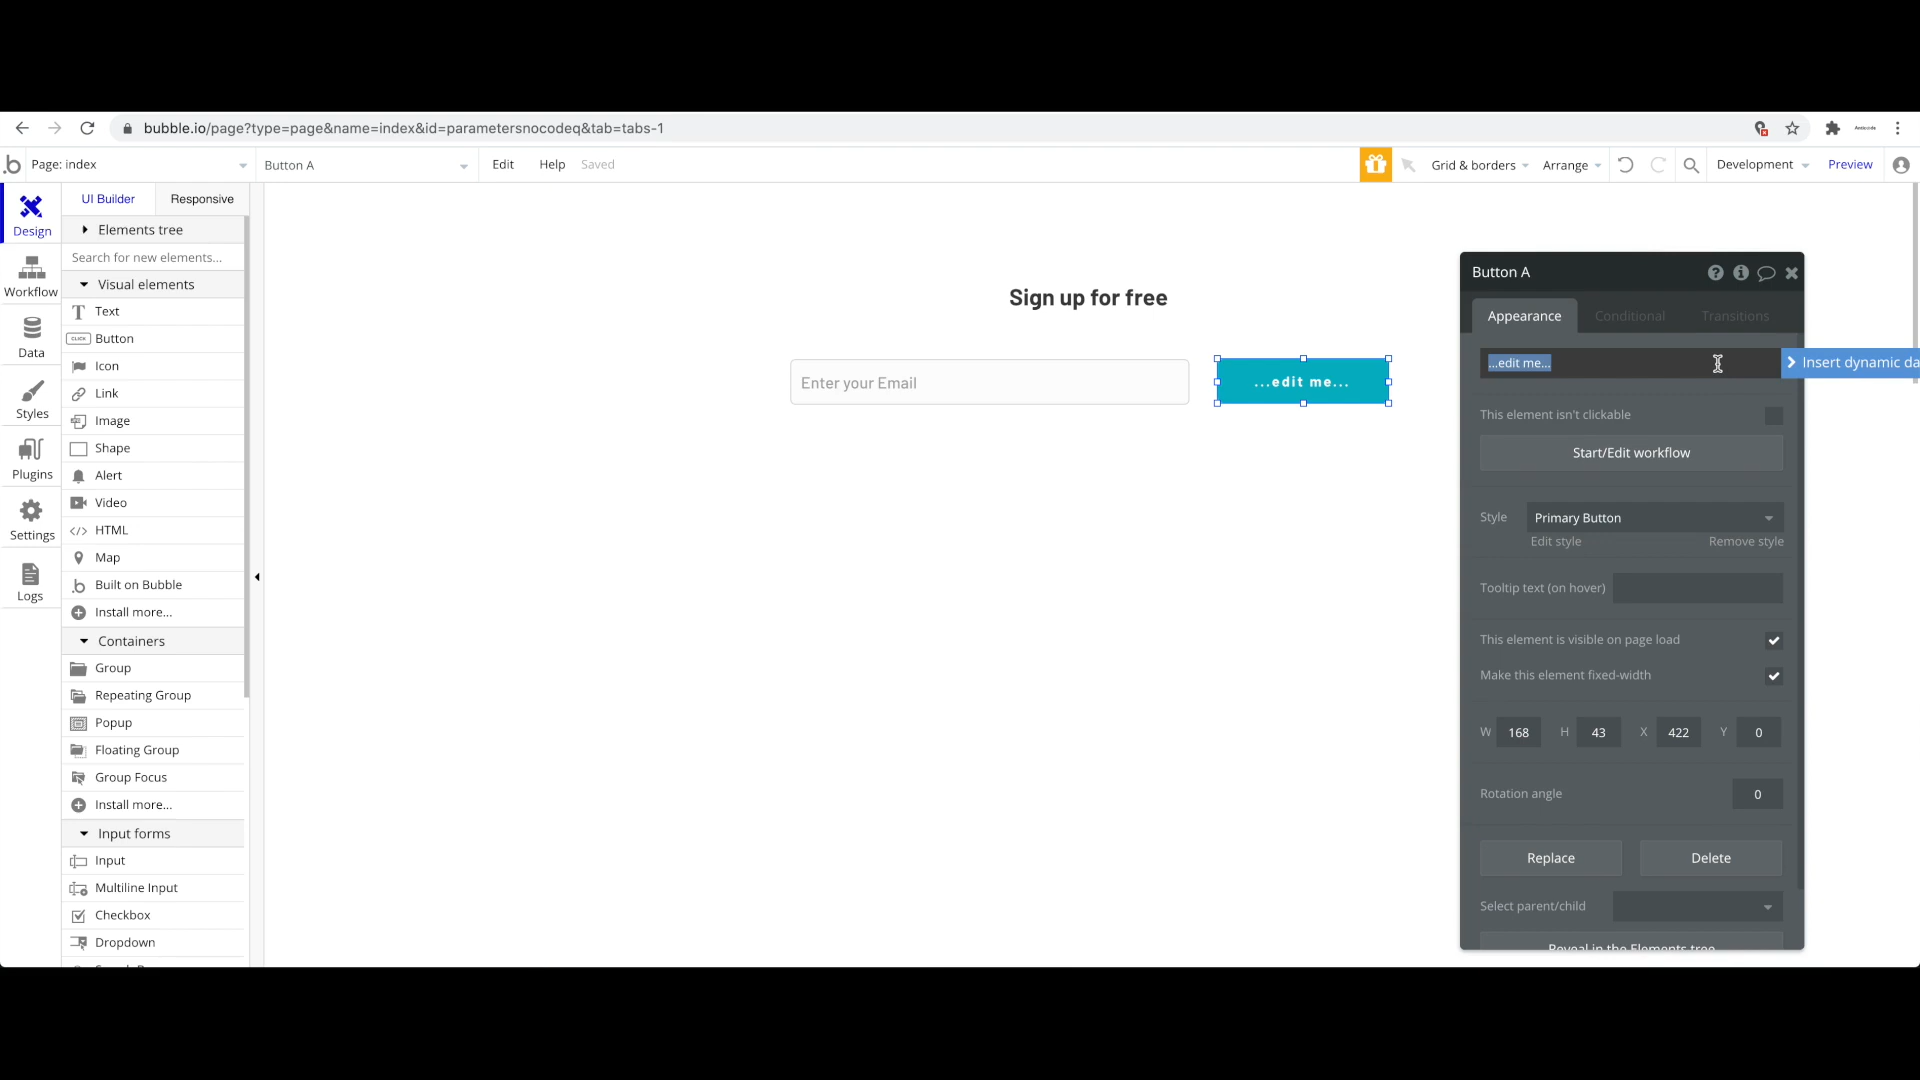 bubble.io/page?type=page&name=index&id=parametersnocodeq&tab=tabs-1
Page: index
Button A
Edit
Help
Saved
Grid & borders
Arrange
Development
Preview
Design
Workflow
Data
Styles
Plugins
Settings
Logs
UI Builder
Responsive
Elements tree
Search for new elements...
Visual elements
Text
CLICK
Button
Icon
Link
Image
Shape
Alert
Video
HTML
Map
Built on Bubble
Install more...
Containers
Group
Repeating Group
Popup
Floating Group
Group Focus
Install more...
Input forms
Input
Multiline Input
Checkbox
Dropdown
Sign up for free
Enter your Email
...edit me...
Button A
Appearance
Conditional
Transitions
...edit me...
Insert dynamic da
This element isn't clickable
Start/Edit workflow
Style
Primary Button
Edit style
Remove style
Tooltip text (on hover)
This element is visible on page load
Make this element fixed-width
W 168 H 43 X 422 Y 0
Rotation angle
0
Replace
Delete
Select parent/child
Reveal in the Elements tree